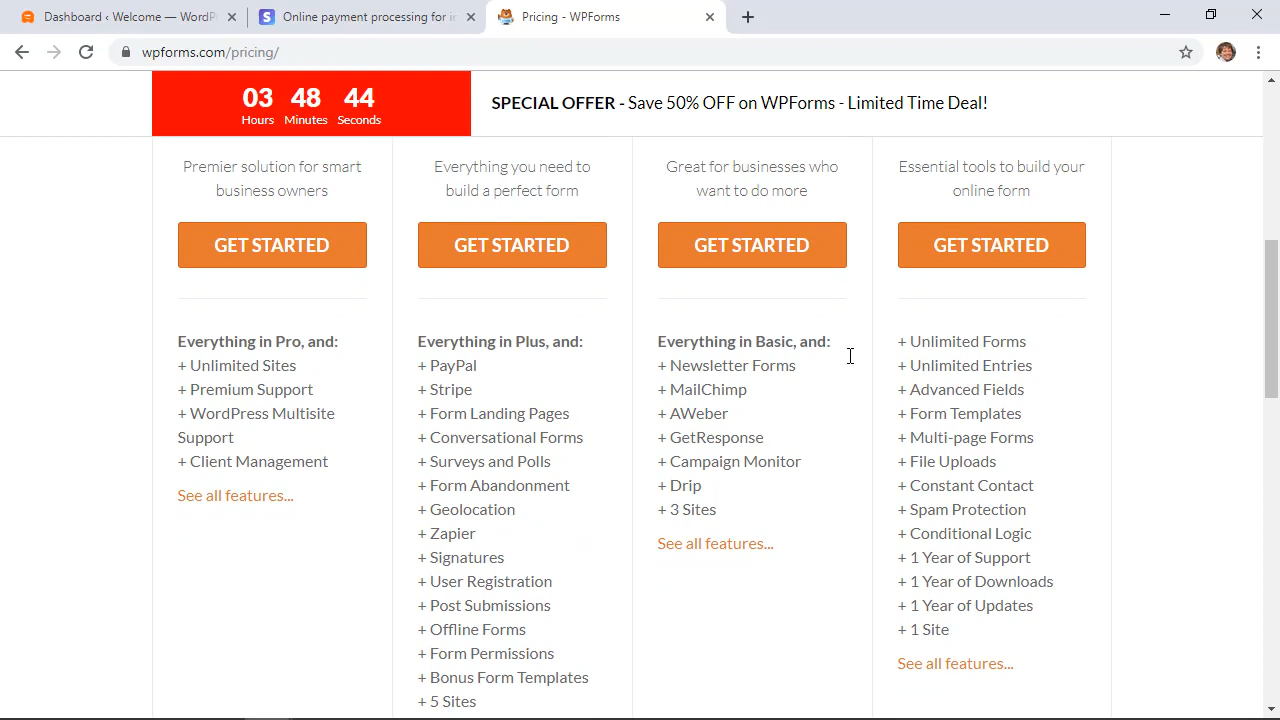 Dashboard ‹ Welcome — WordP
Online payment processing for in
Pricing - WPForms
wpforms.com/pricing/
03 48 44
Hours Minutes Seconds
SPECIAL OFFER - Save 50% OFF on WPForms - Limited Time Deal!
Premier solution for smart
business owners
GET STARTED
Everything in Pro, and:
+ Unlimited Sites
+ Premium Support
+ WordPress Multisite
Support
+ Client Management
See all features...
Everything you need to
build a perfect form
GET STARTED
Everything in Plus, and:
+ PayPal
+ Stripe
+ Form Landing Pages
+ Conversational Forms
+ Surveys and Polls
+ Form Abandonment
+ Geolocation
+ Zapier
+ Signatures
+ User Registration
+ Post Submissions
+ Offline Forms
+ Form Permissions
+ Bonus Form Templates
+ 5 Sites
Great for businesses who
want to do more
GET STARTED
Everything in Basic, and:
+ Newsletter Forms
+ MailChimp
+ AWeber
+ GetResponse
+ Campaign Monitor
+ Drip
+ 3 Sites
See all features...
Essential tools to build your
online form
GET STARTED
+ Unlimited Forms
+ Unlimited Entries
+ Advanced Fields
+ Form Templates
+ Multi-page Forms
+ File Uploads
+ Constant Contact
+ Spam Protection
+ Conditional Logic
+ 1 Year of Support
+ 1 Year of Downloads
+ 1 Year of Updates
+ 1 Site
See all features...